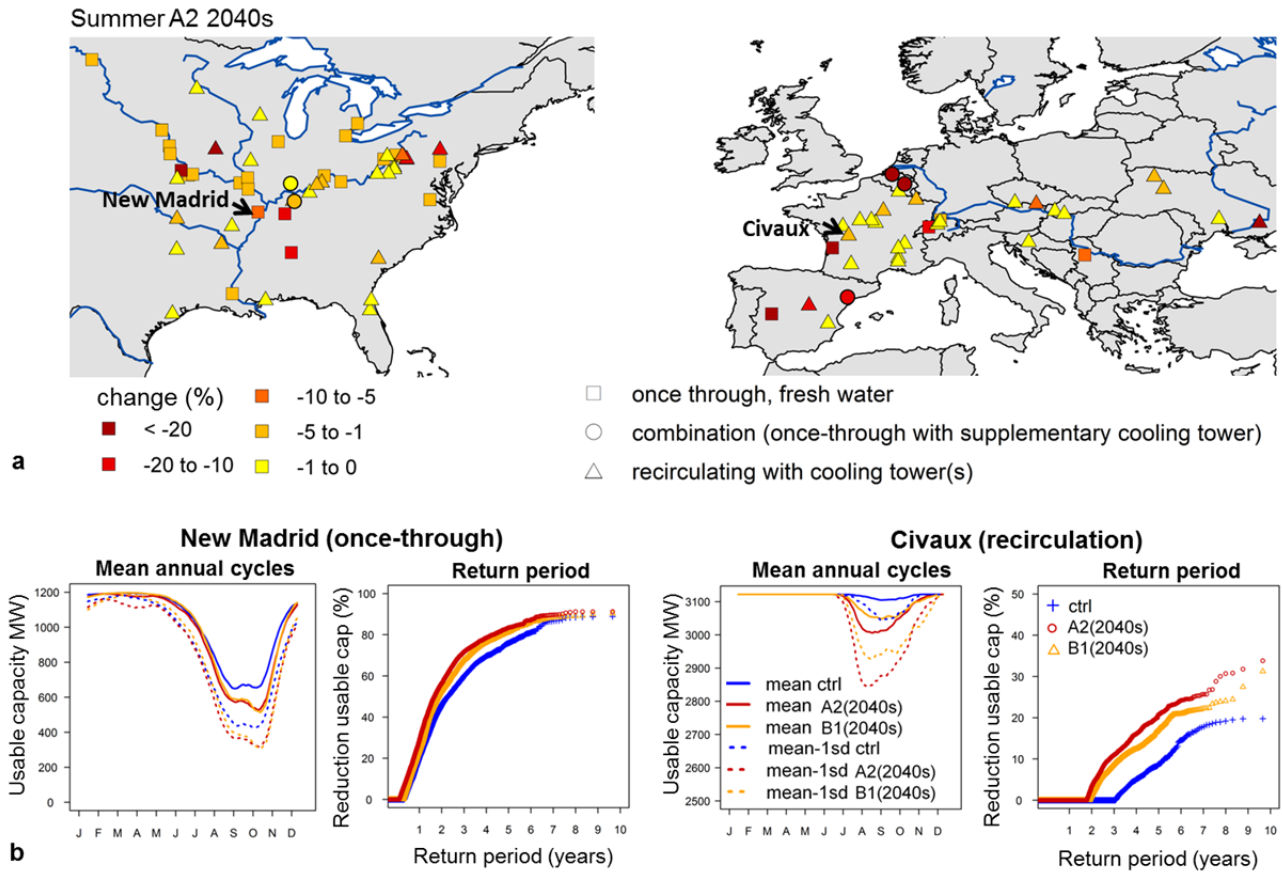 Summer A2 2040s
New Madrid
Civaux
change (%)
< -20
-20 to -10
-10 to -5
-5 to -1
-1 to 0
once through, fresh water
combination (once-through with supplementary cooling tower)
recirculating with cooling tower(s)
a
New Madrid (once-through)
Mean annual cycles
Usable capacity MW
1200
1000
800
600
400
200
0
J F M A M J J A S O N D
Return period
Reduction usable cap (%)
100
80
60
40
20
0
1 2 3 4 5 6 7 8 9 10
Return period (years)
Civaux (recirculation)
Mean annual cycles
Usable capacity MW
3100
3000
2900
2800
2700
2600
2500
mean ctrl
mean A2(2040s)
mean B1(2040s)
mean-1sd ctrl
mean-1sd A2(2040s)
mean-1sd B1(2040s)
J F M A M J J A S O N D
Return period
Reduction usable cap (%)
50
40
30
20
10
0
ctrl
A2(2040s)
B1(2040s)
1 2 3 4 5 6 7 8 9 10
Return period (years)
b